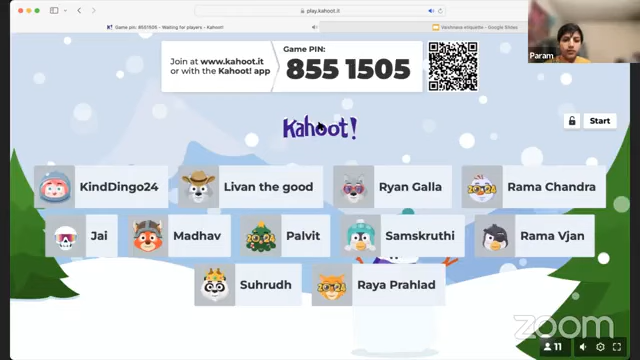 play.kahoot.it
Game pin: 8551505 - Waiting for players - Kahoot!
Vaishnava etiquette - Google Slides
Param
Join at www.kahoot.it
or with the Kahoot! app
Game PIN:
855 1505
Kahoot!
Start
KindDingo24
Livan the good
Ryan Galla
Rama Chandra
Jai
Madhav
Palvit
Samskruthi
Rama Vjan
Suhrudh
Raya Prahlad
zoom
11